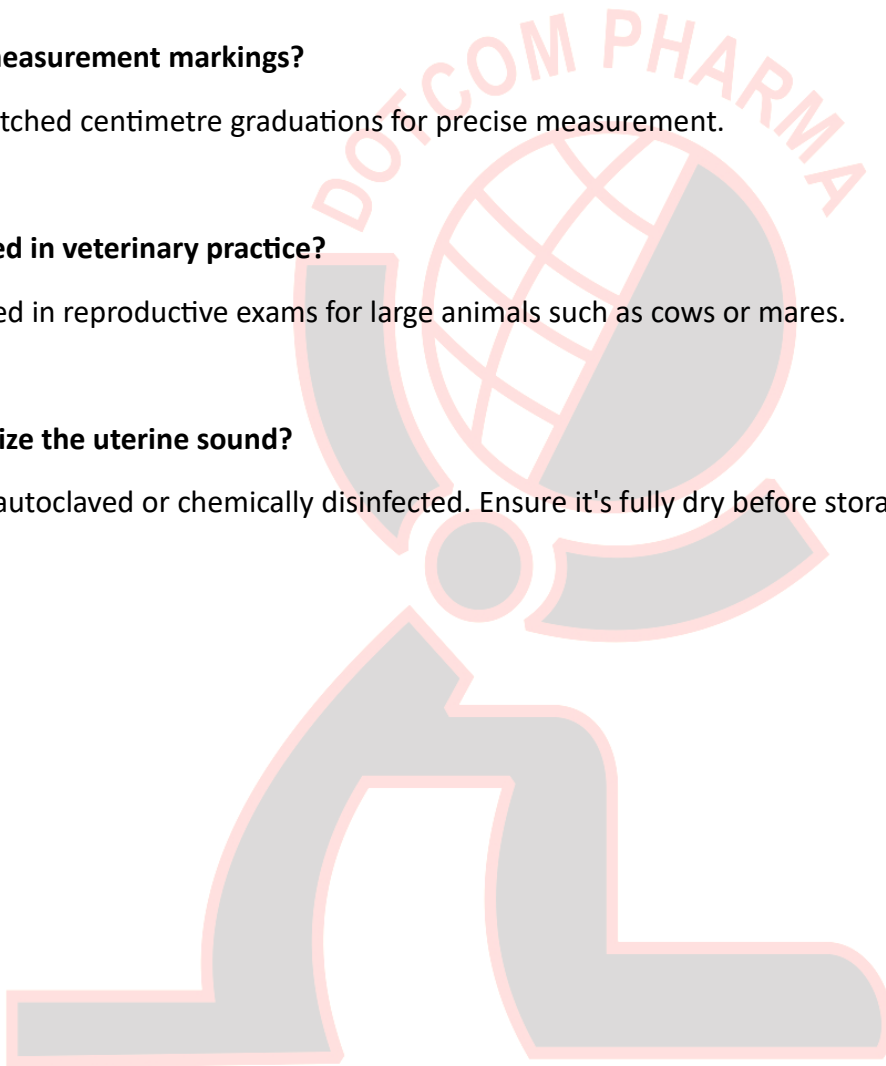 DOTCOM PHARMA
measurement markings?
tched centimetre graduations for precise measurement.
ed in veterinary practice?
ed in reproductive exams for large animals such as cows or mares.
ize the uterine sound?
autoclaved or chemically disinfected. Ensure it's fully dry before stora